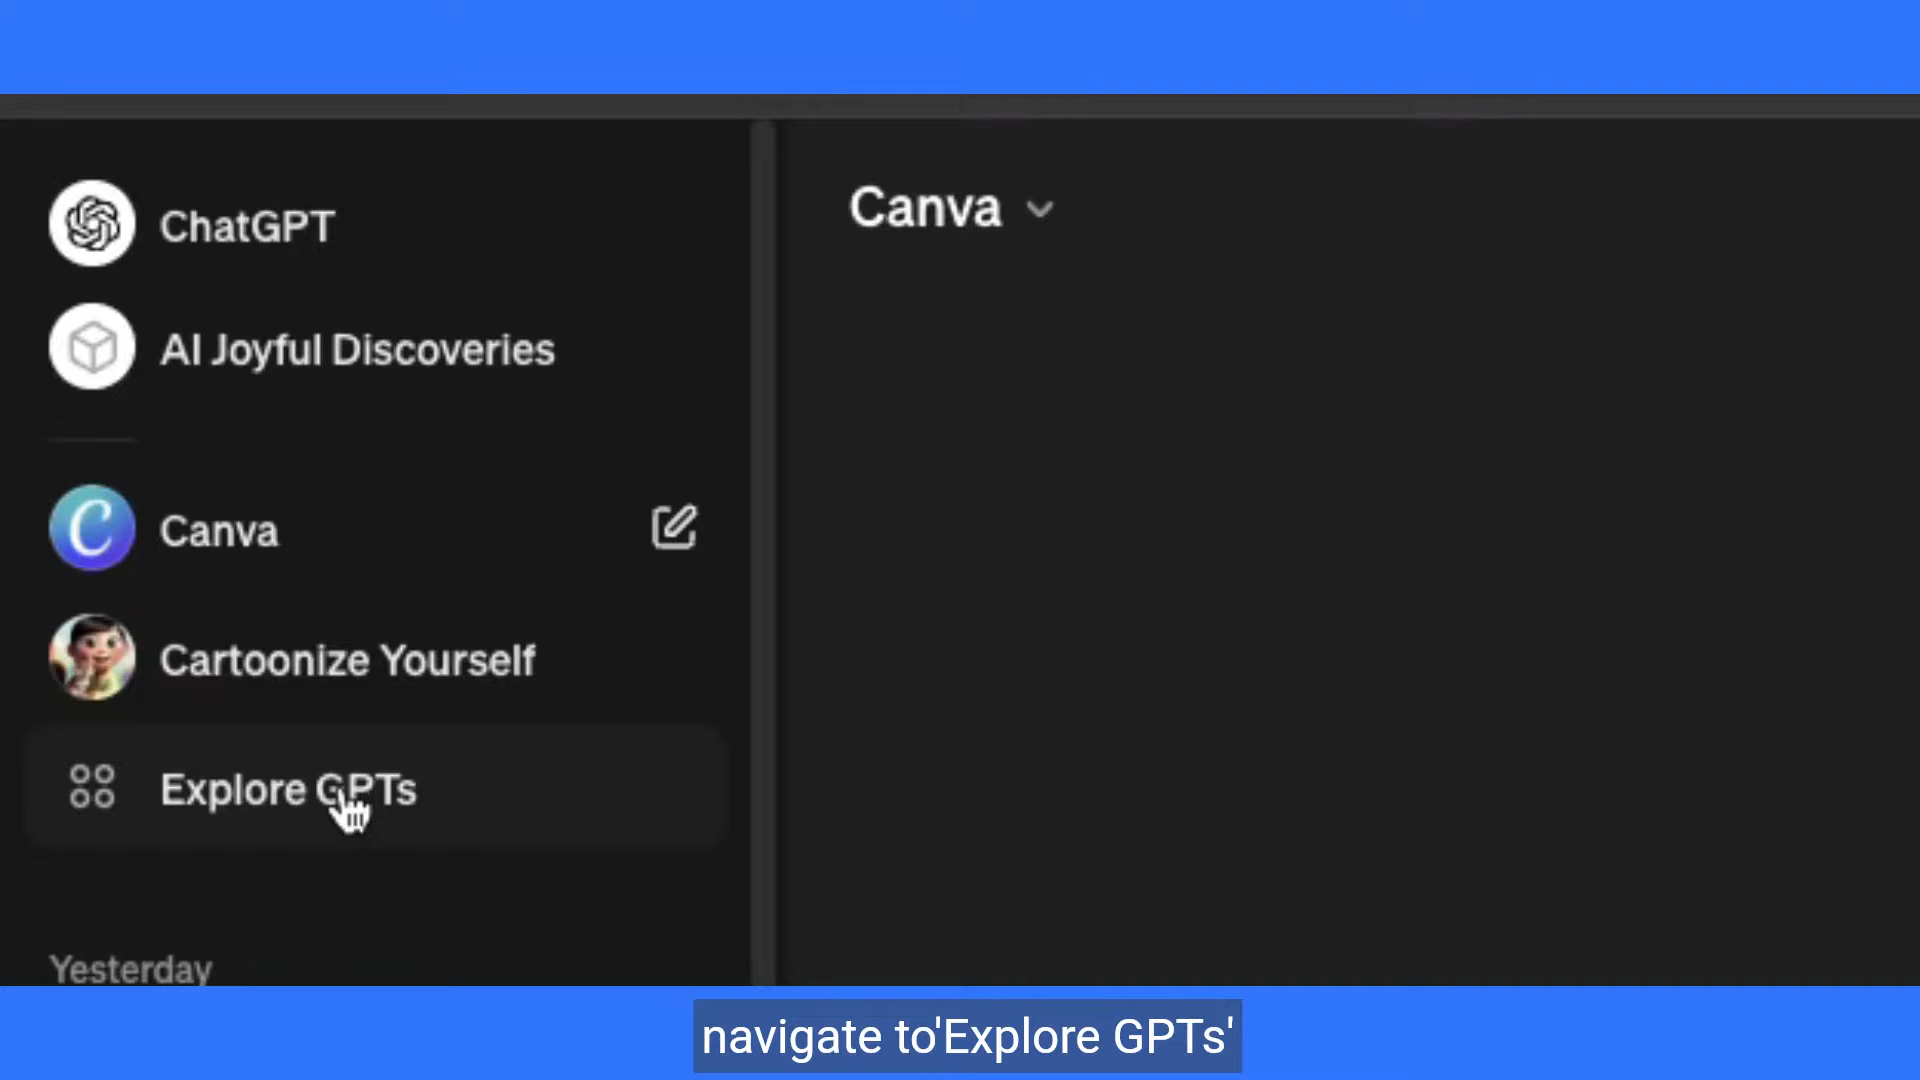 ChatGPT
AI Joyful Discoveries
Canva
Cartoonize Yourself
Explore GPTs
Yesterday
Canva
navigate to'Explore GPTs'